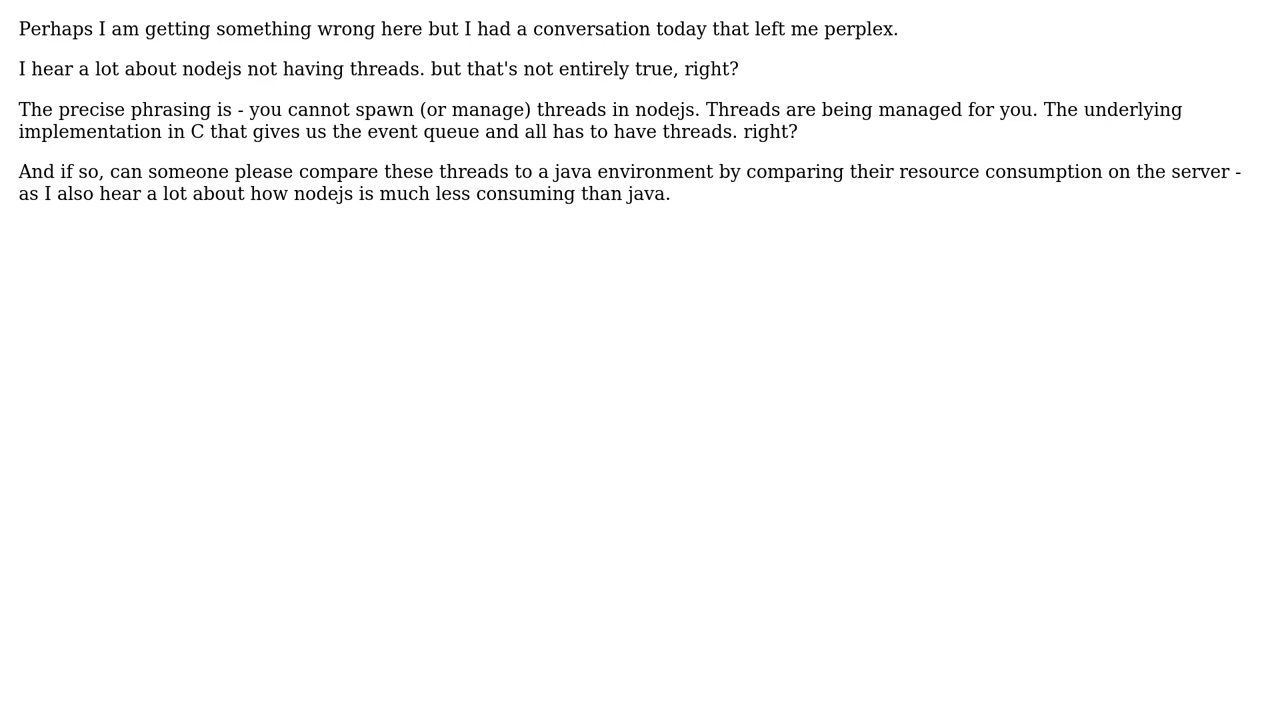 Perhaps I am getting something wrong here but I had a conversation today that left me perplex.
I hear a lot about nodejs not having threads. but that's not entirely true, right?
The precise phrasing is - you cannot spawn (or manage) threads in nodejs. Threads are being managed for you. The underlying
implementation in C that gives us the event queue and all has to have threads. right?
And if so, can someone please compare these threads to a java environment by comparing their resource consumption on the server -
as I also hear a lot about how nodejs is much less consuming than java.